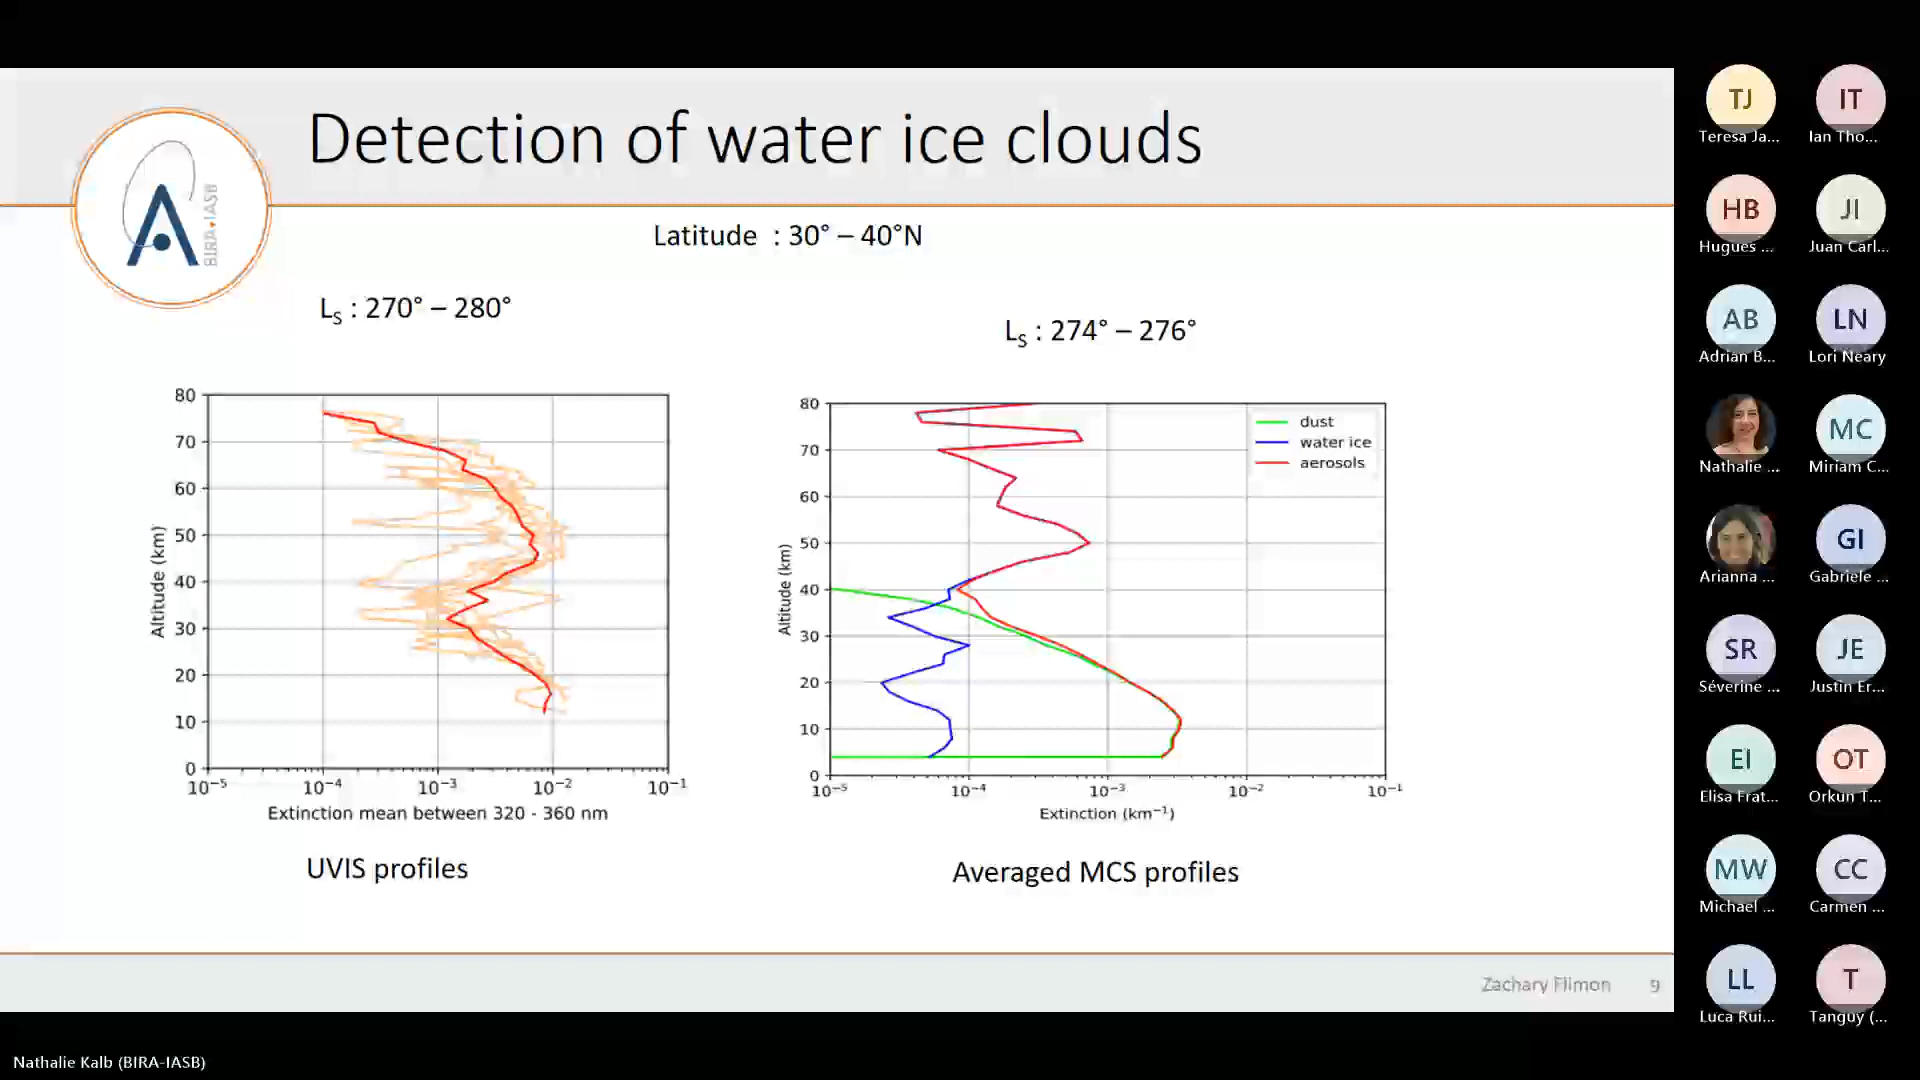 Detection of water ice clouds
BIRA•IASB
Latitude : 30° – 40°N
LS : 270° – 280°
LS : 274° – 276°
80
70
60
50
40
30
20
10
0
Altitude (km)
10−5
10−4
10−3
10−2
10−1
Extinction mean between 320 - 360 nm
UVIS profiles
80
70
60
50
40
30
20
10
0
Altitude (km)
dust
water ice
aerosols
10−5
10−4
10−3
10−2
10−1
Extinction (km−1)
Averaged MCS profiles
Zachary Flimon 9
TJ
Teresa Ja...
IT
Ian Tho...
HB
Hugues ...
JI
Juan Carl...
AB
Adrian B...
LN
Lori Neary
Nathalie ...
MC
Miriam C...
Arianna ...
GI
Gabriele ...
SR
Séverine ...
JE
Justin Er...
EI
Elisa Frat...
OT
Orkun T...
MW
Michael ...
CC
Carmen ...
LL
Luca Rui...
T
Tanguy (...
Nathalie Kalb (BIRA-IASB)